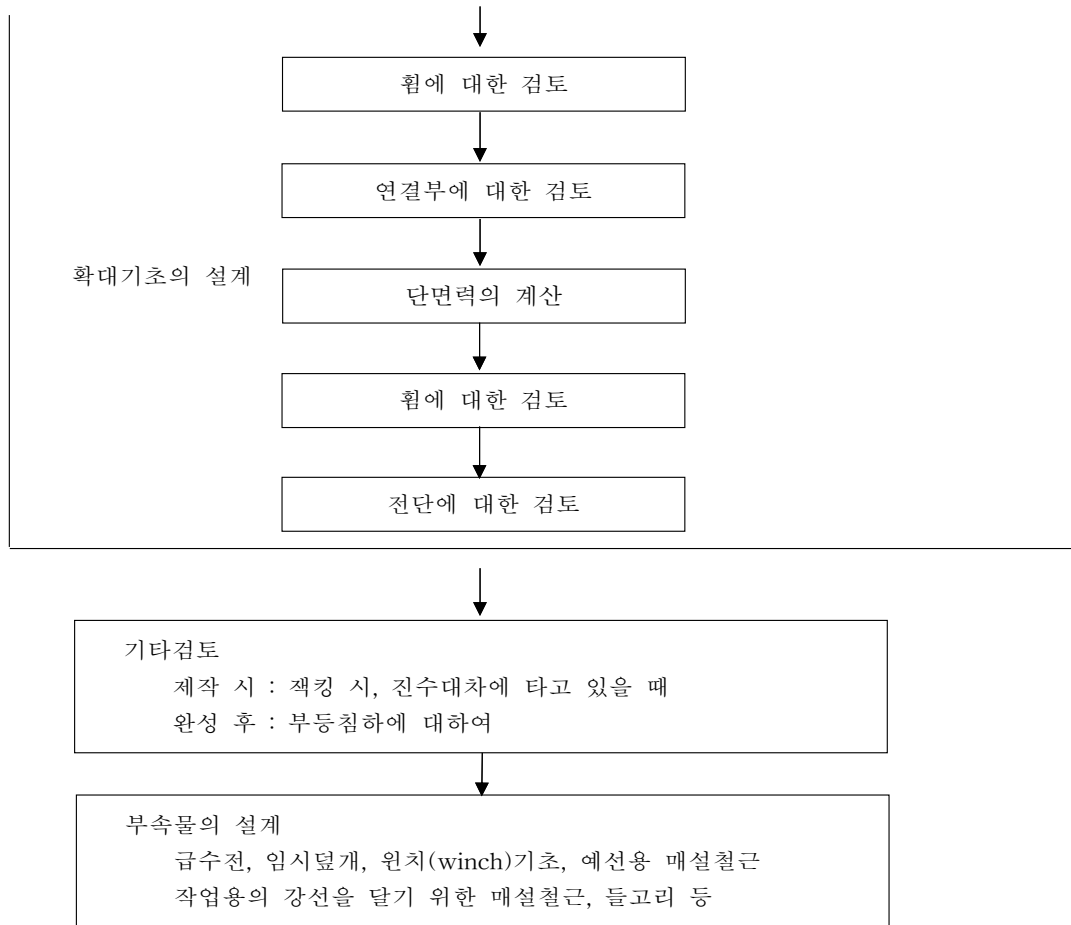 휨에 대한 검토
연결부에 대한 검토
확대기초의 설계
단면력의 계산
휨에 대한 검토
전단에 대한 검토
기타검토
제작 시 : 잭킹 시, 진수대차에 타고 있을 때
완성 후 : 부등침하에 대하여
부속물의 설계
급수전, 임시덮개, 윈치(winch)기초, 예선용 매설철근
작업용의 강선을 달기 위한 매설철근, 들고리 등